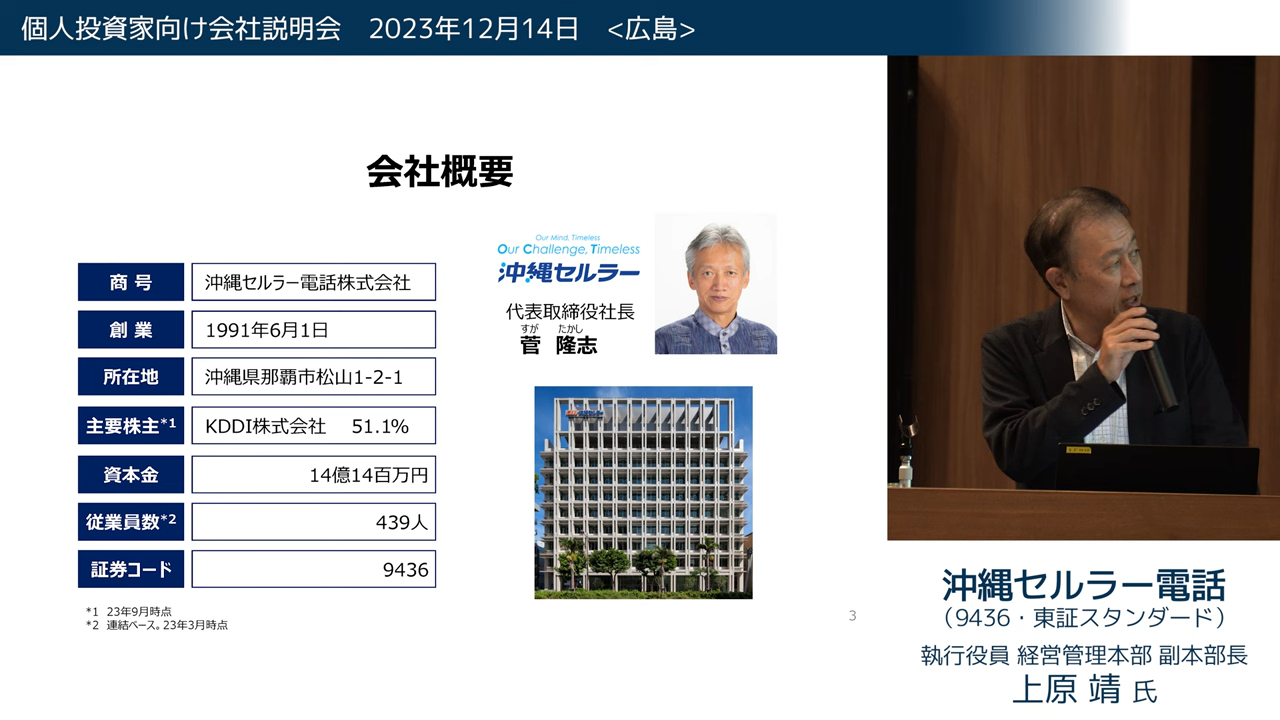 個人投資家向け会社説明会　2023年12月14日　<広島>
会社概要
商 号　沖縄セルラー電話株式会社
創 業　1991年6月1日
所在地　沖縄県那覇市松山1-2-1
主要株主*1　KDDI株式会社　51.1%
資本金　14億14百万円
従業員数*2　439人
証券コード　9436
*1　23年9月時点
*2　連結ベース。23年3月時点
Our Mind, Timeless
Our Challenge, Timeless
沖縄セルラー
代表取締役社長
すが　たかし
菅　隆志
3
沖縄セルラー電話
（9436・東証スタンダード）
執行役員 経営管理本部 副本部長
上原 靖 氏